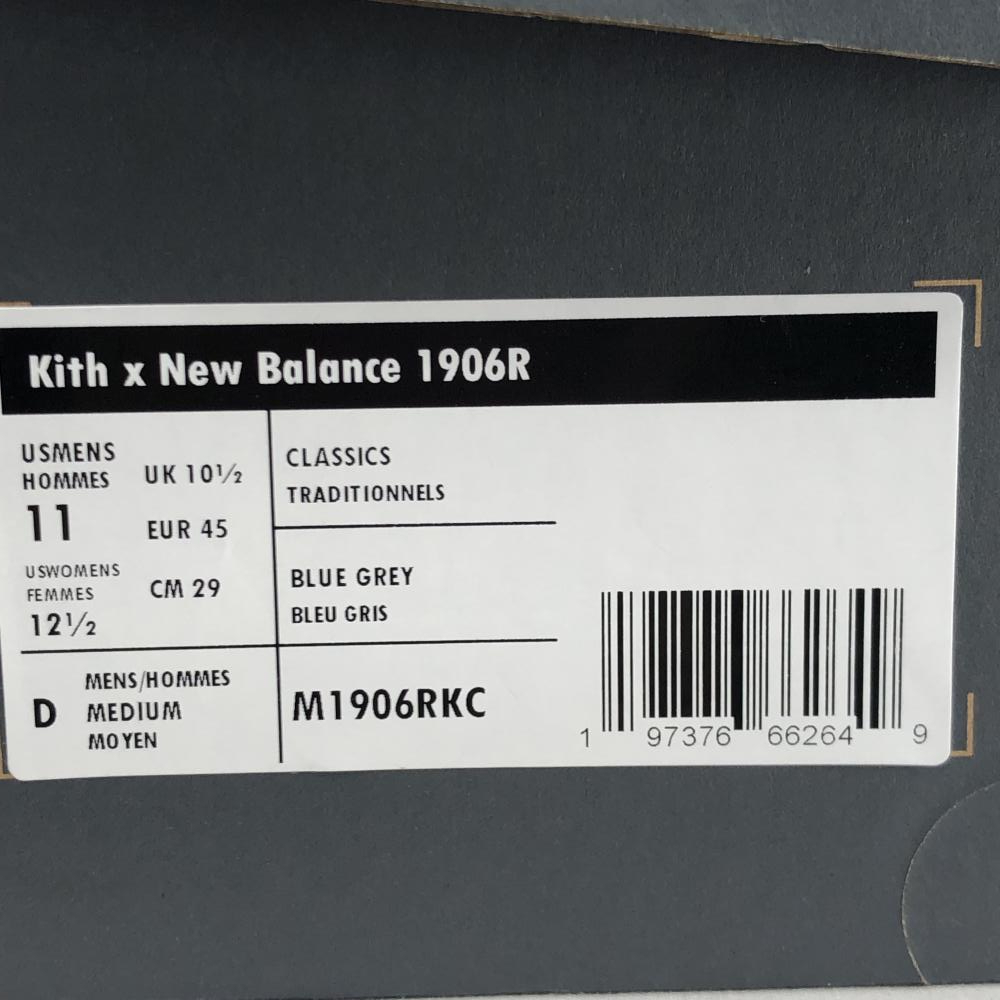 Kith x New Balance 1906R
USMENS
HOMMES
11
UK 10½
EUR 45
CM 29
USWOMENS
FEMMES
12½
CLASSICS
TRADITIONNELS
BLUE GREY
BLEU GRIS
D
MENS/HOMMES
MEDIUM
MOYEN
M1906RKC
1 97376 66264 9